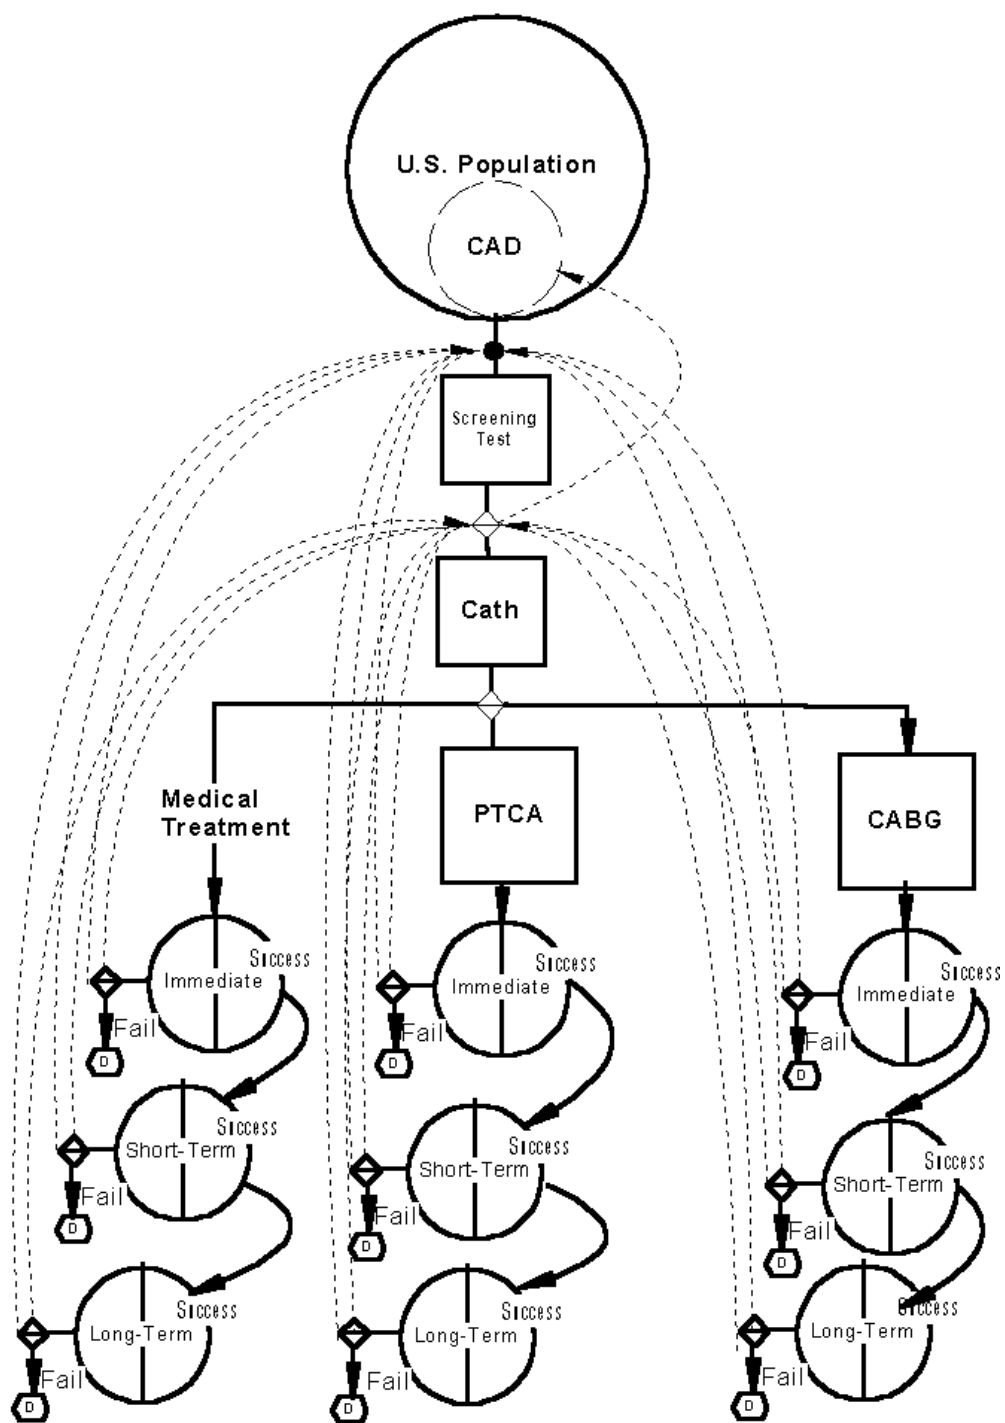 U.S. Population
CAD
Screening
Test
Cath
Medical
Treatment
PTCA
CABG
Success
Immediate
Fail
D
Success
Immediate
Fail
D
Success
Immediate
Fail
D
Success
Short-Term
Fail
D
Success
Short-Term
Fail
D
Success
Short-Term
Fail
D
Success
Long-Term
Fail
D
Success
Long-Term
Fail
D
Success
Long-Term
Fail
D